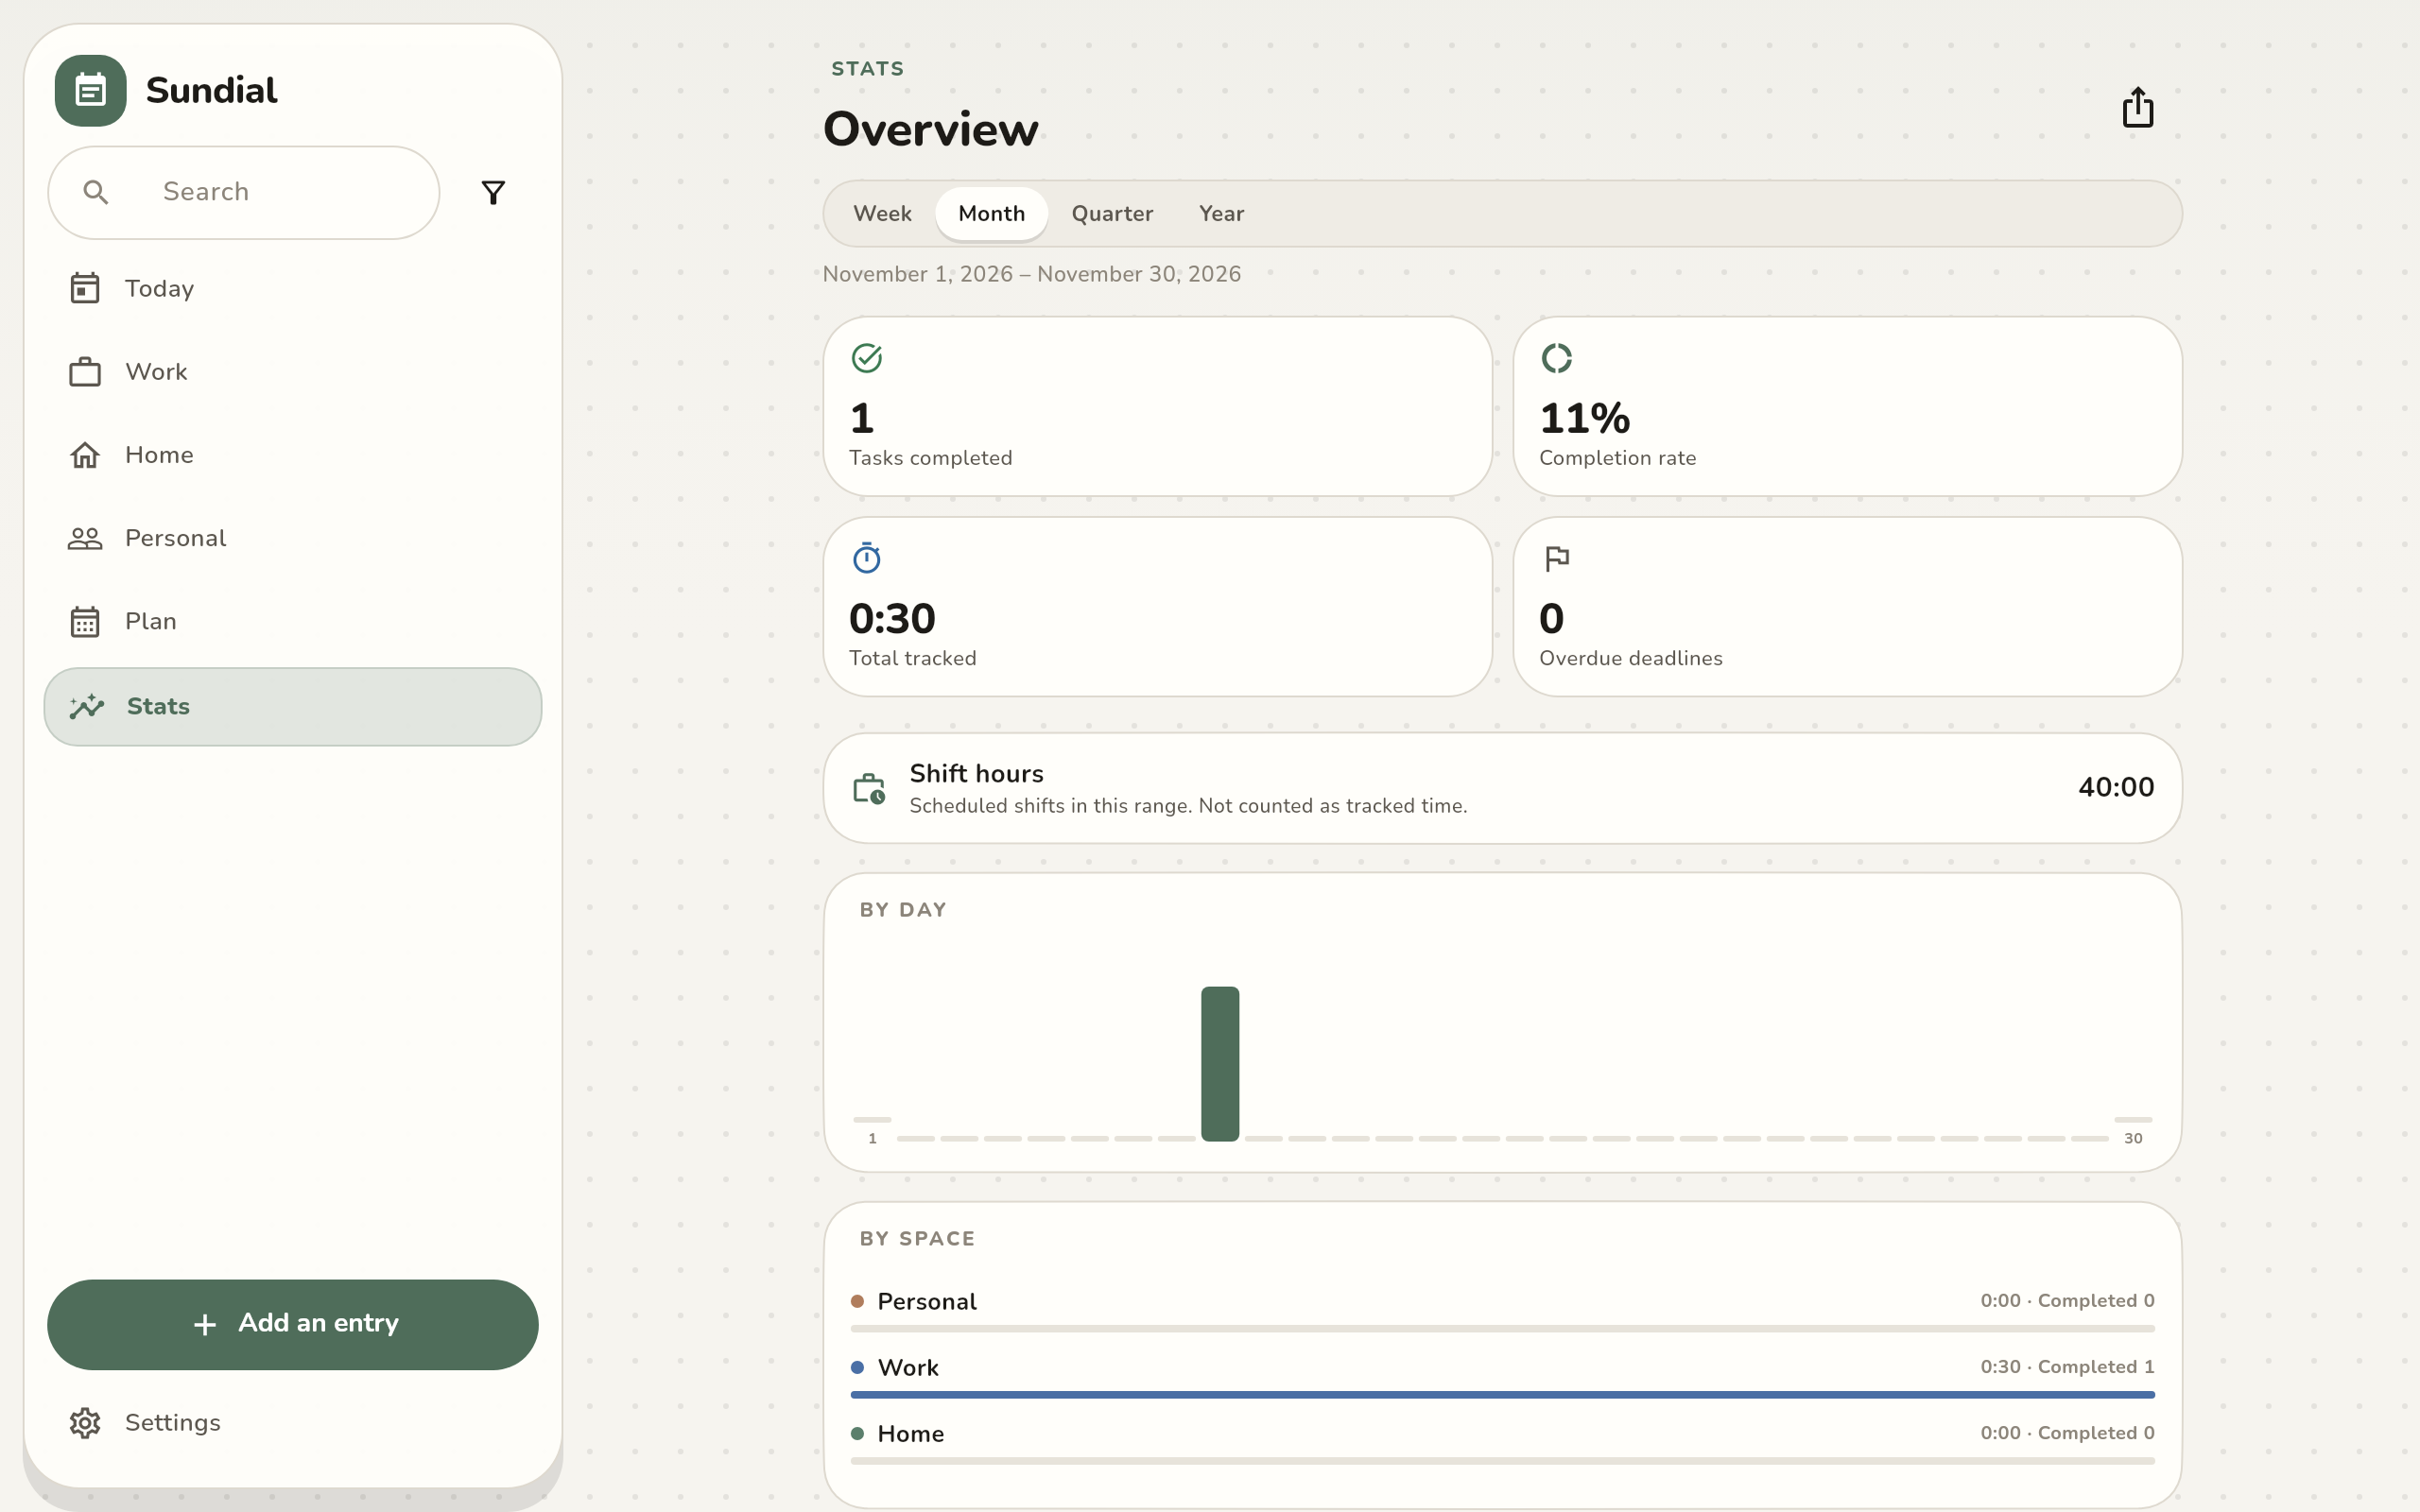 Sundial
Search
Today
Work
Home
Personal
Plan
Stats
Add an entry
Settings
STATS
Overview
Week Month Quarter Year
November 1, 2026 – November 30, 2026
1
Tasks completed
11%
Completion rate
0:30
Total tracked
0
Overdue deadlines
Shift hours
Scheduled shifts in this range. Not counted as tracked time.
40:00
BY DAY
1 30
BY SPACE
Personal 0:00 · Completed 0
Work 0:30 · Completed 1
Home 0:00 · Completed 0